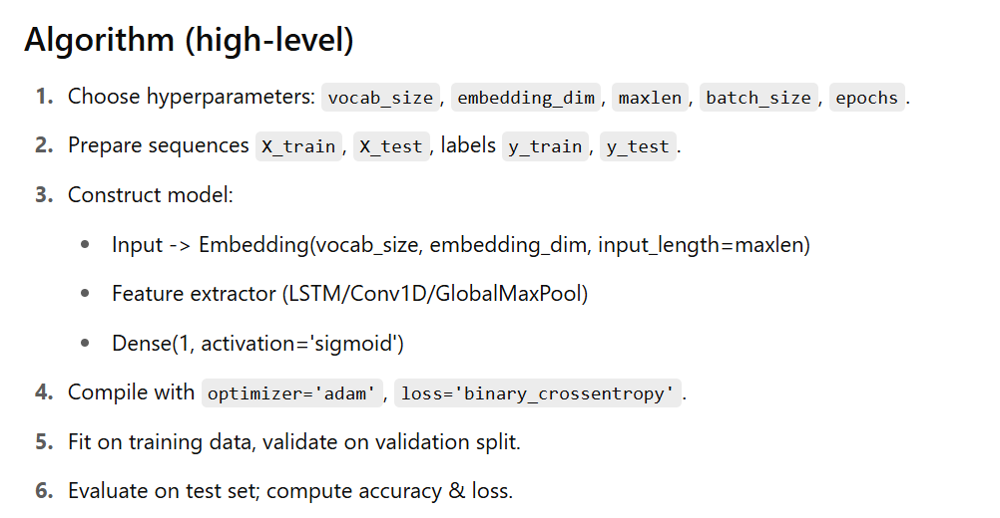 Algorithm (high-level)
1. Choose hyperparameters: vocab_size, embedding_dim, maxlen, batch_size, epochs.
2. Prepare sequences X_train, X_test, labels y_train, y_test.
3. Construct model:
• Input -> Embedding(vocab_size, embedding_dim, input_length=maxlen)
• Feature extractor (LSTM/Conv1D/GlobalMaxPool)
• Dense(1, activation='sigmoid')
4. Compile with optimizer='adam', loss='binary_crossentropy'.
5. Fit on training data, validate on validation split.
6. Evaluate on test set; compute accuracy & loss.